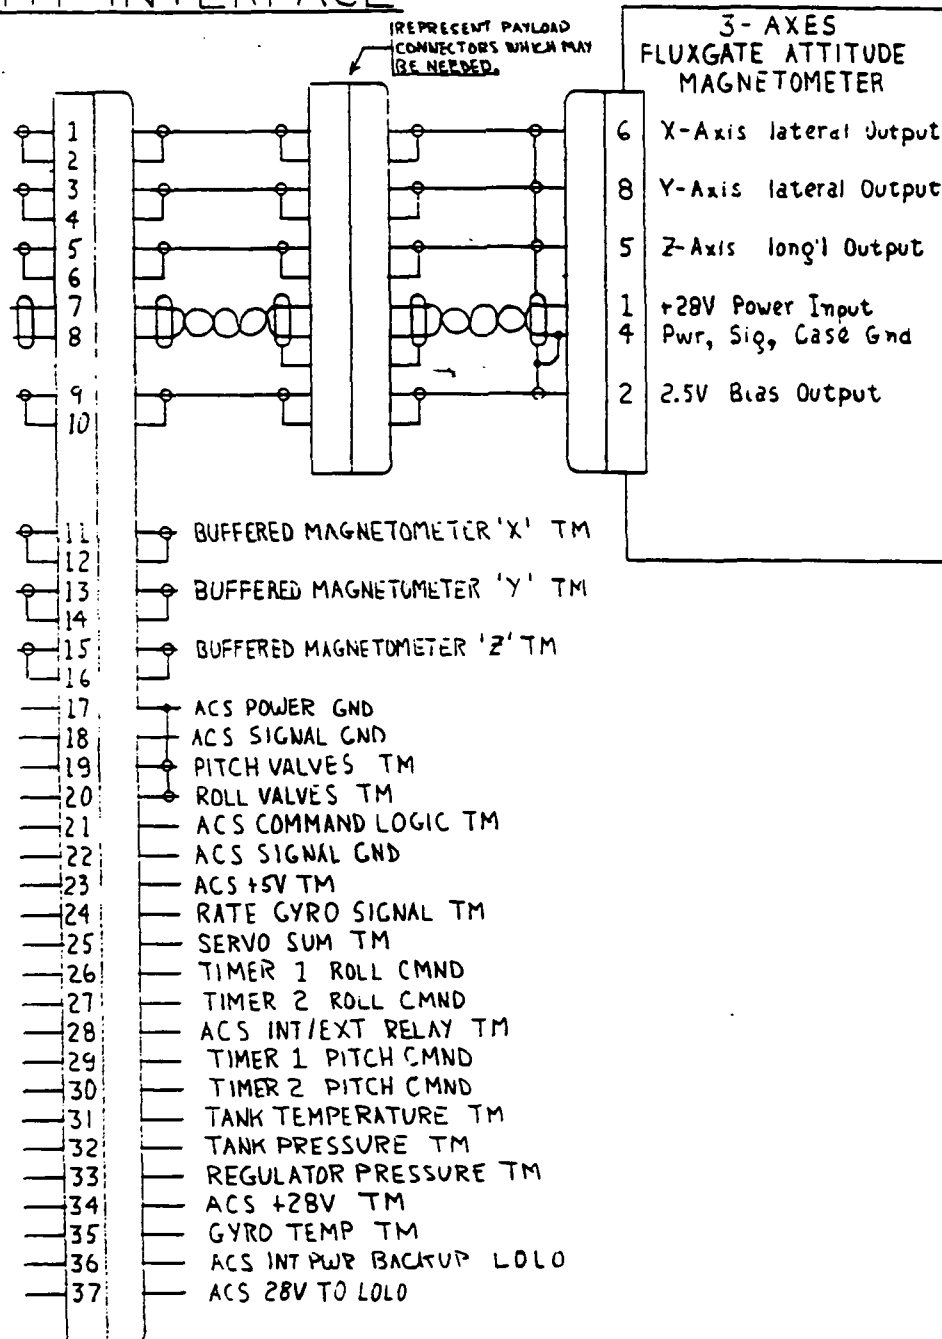 INTERFACE
REPRESENT PAYLOAD
CONNECTORS WHICH MAY
BE NEEDED.
3-AXES
FLUXGATE ATTITUDE
MAGNETOMETER
1 6 X-Axis lateral Output
2
3 8 Y-Axis lateral Output
4
5 5 Z-Axis long'l Output
6
7 1 +28V Power Input
8 4 Pwr, Sig, Case Gnd
9 2 2.5V Bias Output
10
11 BUFFERED MAGNETOMETER 'X' TM
12
13 BUFFERED MAGNETOMETER 'Y' TM
14
15 BUFFERED MAGNETOMETER 'Z' TM
16
17 ACS POWER GND
18 ACS SIGNAL GND
19 PITCH VALVES TM
20 ROLL VALVES TM
21 ACS COMMAND LOGIC TM
22 ACS SIGNAL GND
23 ACS +5V TM
24 RATE GYRO SIGNAL TM
25 SERVO SUM TM
26 TIMER 1 ROLL CMND
27 TIMER 2 ROLL CMND
28 ACS INT/EXT RELAY TM
29 TIMER 1 PITCH CMND
30 TIMER 2 PITCH CMND
31 TANK TEMPERATURE TM
32 TANK PRESSURE TM
33 REGULATOR PRESSURE TM
34 ACS +28V TM
35 GYRO TEMP TM
36 ACS INT PWR BACKUP LOLO
37 ACS 28V TO LOLO